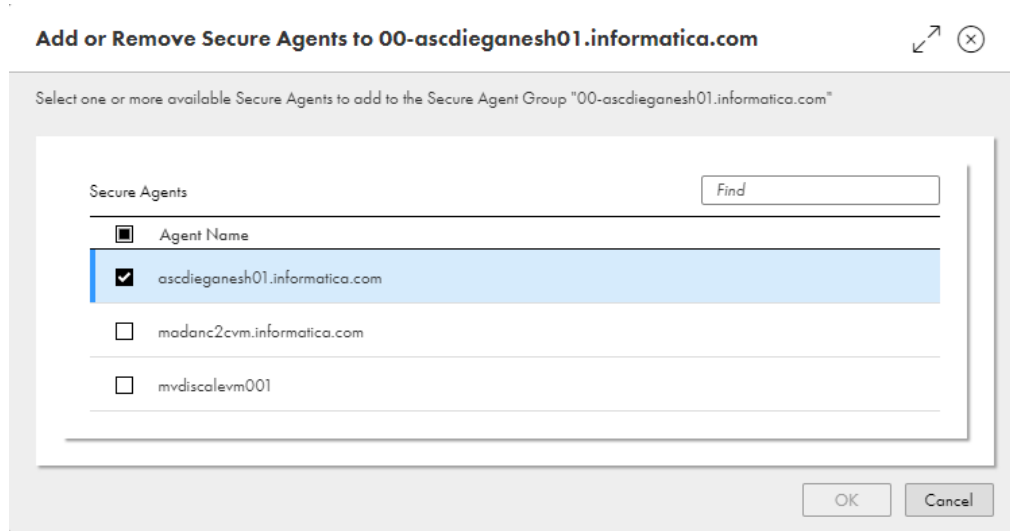 Add or Remove Secure Agents to 00-ascdieganesh01.informatica.com
Select one or more available Secure Agents to add to the Secure Agent Group "00-ascdieganesh01.informatica.com"
Secure Agents
Find
Agent Name
ascdieganesh01.informatica.com
madanc2cvm.informatica.com
mvdiscalevm001
OK
Cancel